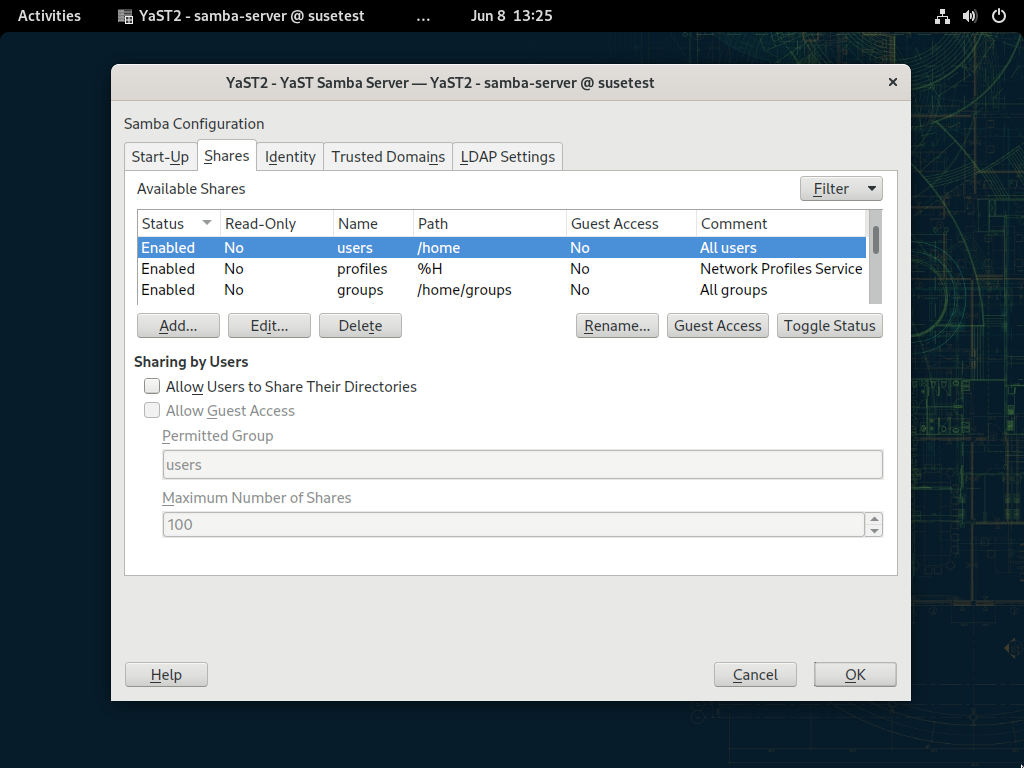 Activities YaST2 - samba-server @ susetest ... Jun 8 13:25
YaST2 - YaST Samba Server — YaST2 - samba-server @ susetest ×
Samba Configuration
Start-Up Shares Identity Trusted Domains LDAP Settings
Available Shares Filter
Status Read-Only Name Path Guest Access Comment
Enabled No users /home No All users
Enabled No profiles %H No Network Profiles Service
Enabled No groups /home/groups No All groups
Add... Edit... Delete Rename... Guest Access Toggle Status
Sharing by Users
Allow Users to Share Their Directories
Allow Guest Access
Permitted Group
users
Maximum Number of Shares
100
Help Cancel OK